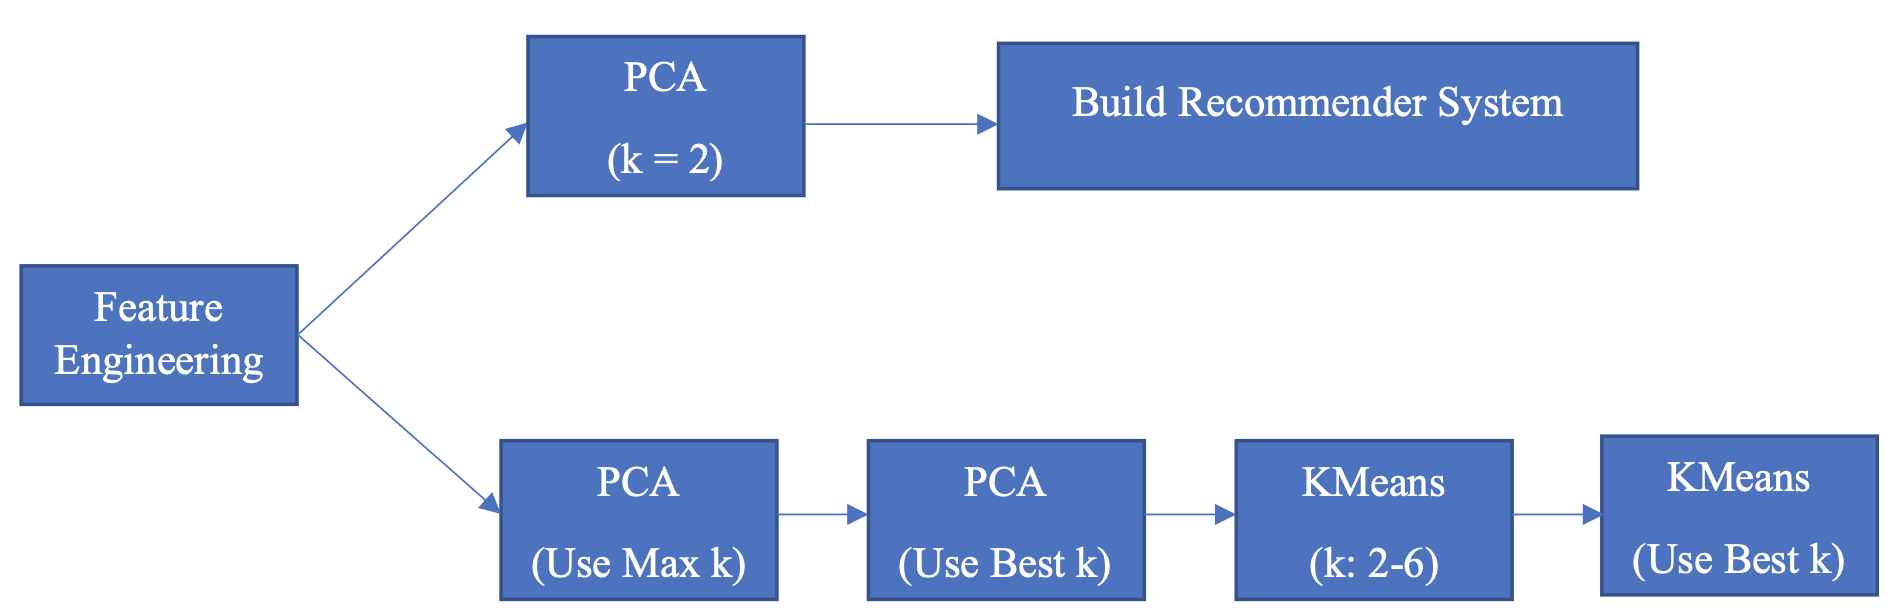 PCA
(k = 2)
Build Recommender System
Feature
Engineering
PCA
(Use Max k)
PCA
(Use Best k)
KMeans
(k: 2-6)
KMeans
(Use Best k)